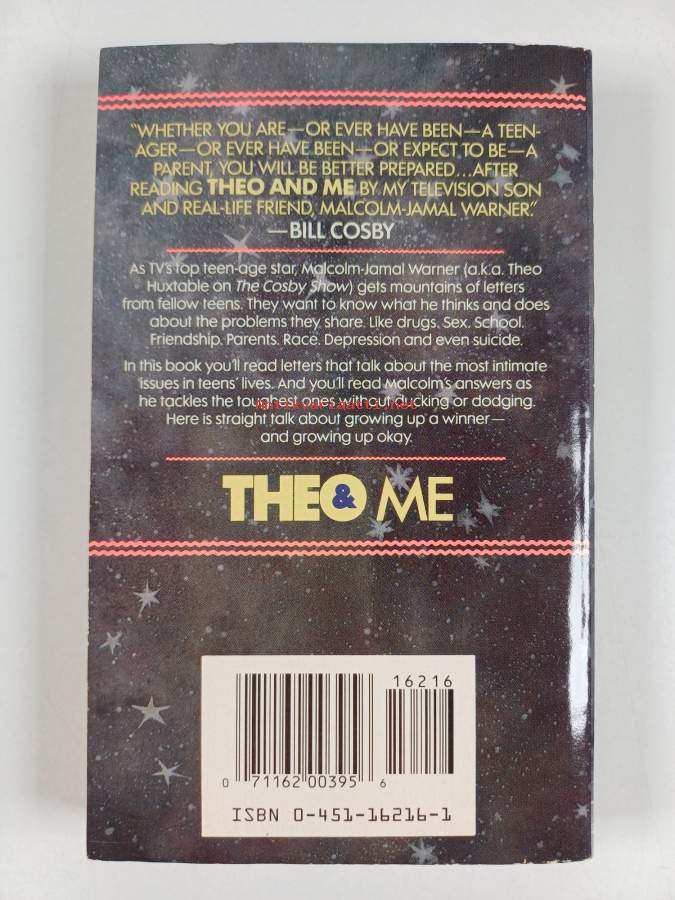 "WHETHER YOU ARE—OR EVER HAVE BEEN—A TEEN-
AGER—OR EVER HAVE BEEN—OR EXPECT TO BE—A
PARENT, YOU WILL BE BETTER PREPARED...AFTER
READING THEO AND ME BY MY TELEVISION SON
AND REAL-LIFE FRIEND, MALCOLM-JAMAL WARNER."
—BILL COSBY
As TV's top teen-age star, Malcolm-Jamal Warner (a.k.a. Theo
Huxtable on The Cosby Show) gets mountains of letters
from fellow teens. They want to know what he thinks and does
about the problems they share. Like drugs. Sex. School.
Friendship. Parents. Race. Depression and even suicide.
In this book you'll read letters that talk about the most intimate
issues in teens' lives. And you'll read Malcolm's answers as
he tackles the toughest ones without ducking or dodging.
Antikvariaatti.net
Here is straight talk about growing up a winner—
and growing up okay.
THEO & ME
16216
0 71162 00395 6
ISBN 0-451-16216-1